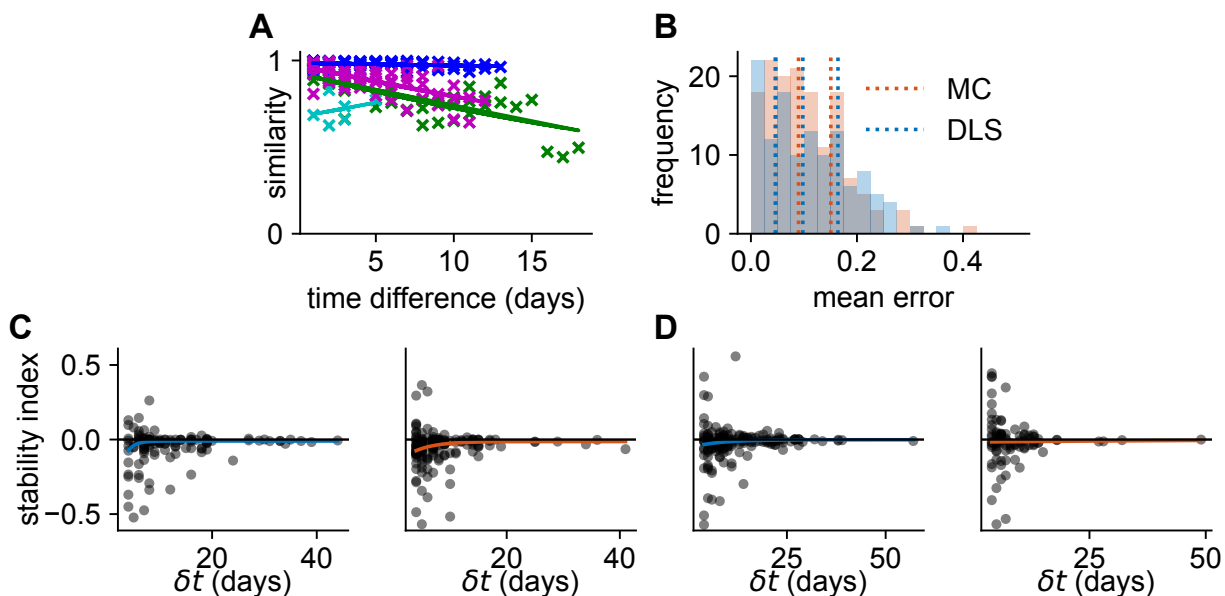 A
B
1
0
similarity
5
10
15
time difference (days)
20
10
0
frequency
MC
DLS
0.0
0.2
0.4
mean error
C
D
0.5
0.0
−0.5
stability index
20
40
δt (days)
20
40
δt (days)
25
50
δt (days)
25
50
δt (days)